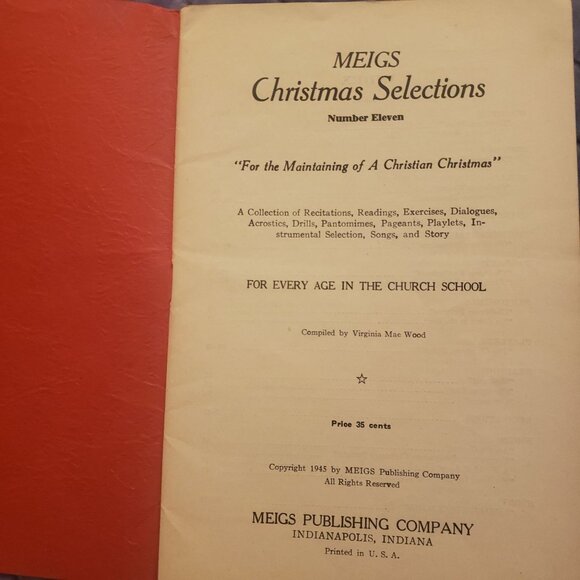 MEIGS
Christmas Selections
Number Eleven
"For the Maintaining of A Christian Christmas"
A Collection of Recitations, Readings, Exercises, Dialogues,
Acrostics, Drills, Pantomimes, Pageants, Playlets, In-
strumental Selection, Songs, and Story
FOR EVERY AGE IN THE CHURCH SCHOOL
Compiled by Virginia Mae Wood
Price 35 cents
Copyright 1945 by MEIGS Publishing Company
All Rights Reserved
MEIGS PUBLISHING COMPANY
INDIANAPOLIS, INDIANA
Printed in U. S. A.